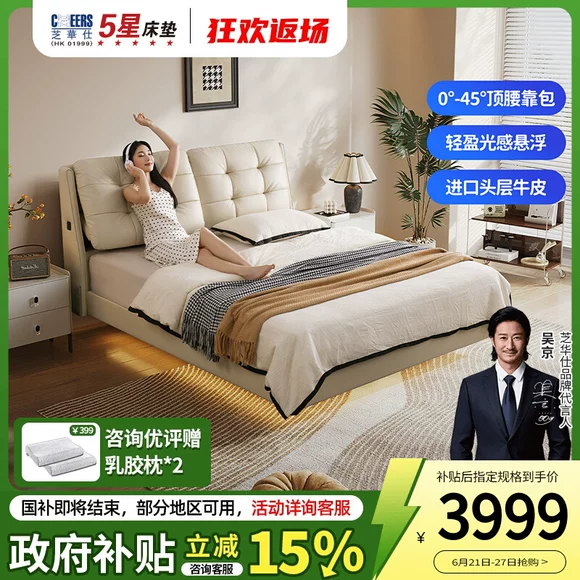 CHEERS
芝華仕
(HK 01999)
5星床垫
★★★★★
狂欢返场
0°-45°顶腰靠包
轻盈光感悬浮
进口头层牛皮
芝华仕品牌代言人
吴京
¥399
咨询优评赠
乳胶枕*2
国补即将结束，部分地区可用，活动详询客服
政府补贴
立减
咨询客服
15%
补贴后指定规格到手价
¥3999
6月21日-27日抢购>